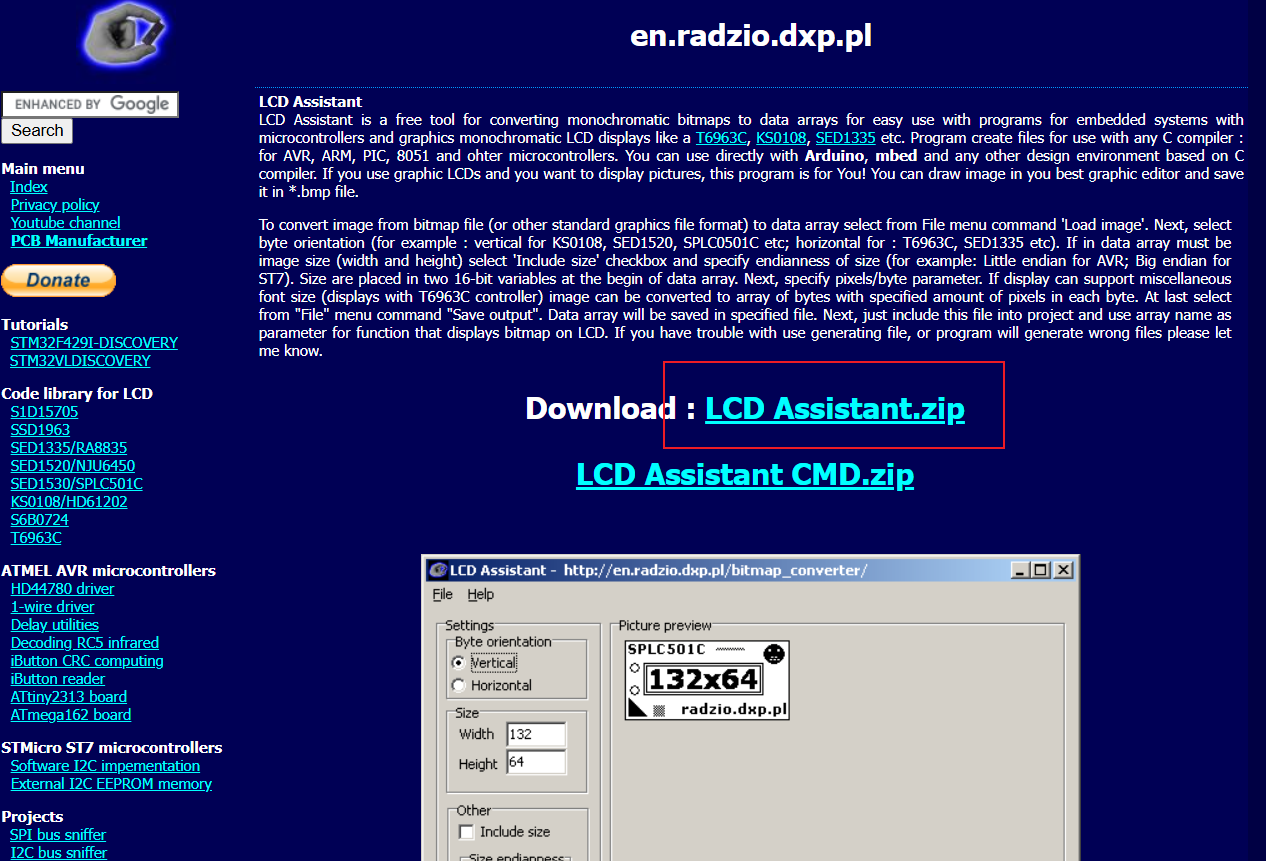 en.radzio.dxp.pl
ENHANCED BY Google
Search
Main menu
Index
Privacy policy
Youtube channel
PCB Manufacturer
Donate
Tutorials
STM32F429I-DISCOVERY
STM32VLDISCOVERY
Code library for LCD
S1D15705
SSD1963
SED1335/RA8835
SED1520/NJU6450
SED1530/SPLC501C
KS0108/HD61202
S6B0724
T6963C
ATMEL AVR microcontrollers
HD44780 driver
1-wire driver
Delay utilities
Decoding RC5 infrared
iButton CRC computing
iButton reader
ATtiny2313 board
ATmega162 board
STMicro ST7 microcontrollers
Software I2C impementation
External I2C EEPROM memory
Projects
SPI bus sniffer
I2C bus sniffer
LCD Assistant
LCD Assistant is a free tool for converting monochromatic bitmaps to data arrays for easy use with programs for embedded systems with
microcontrollers and graphics monochromatic LCD displays like a T6963C, KS0108, SED1335 etc. Program create files for use with any C compiler :
for AVR, ARM, PIC, 8051 and ohter microcontrollers. You can use directly with Arduino, mbed and any other design environment based on C
compiler. If you use graphic LCDs and you want to display pictures, this program is for You! You can draw image in you best graphic editor and save
it in *.bmp file.
To convert image from bitmap file (or other standard graphics file format) to data array select from File menu command 'Load image'. Next, select
byte orientation (for example : vertical for KS0108, SED1520, SPLC0501C etc; horizontal for : T6963C, SED1335 etc). If in data array must be
image size (width and height) select 'Include size' checkbox and specify endianness of size (for example: Little endian for AVR; Big endian for
ST7). Size are placed in two 16-bit variables at the begin of data array. Next, specify pixels/byte parameter. If display can support miscellaneous
font size (displays with T6963C controller) image can be converted to array of bytes with specified amount of pixels in each byte. At last select
from "File" menu command "Save output". Data array will be saved in specified file. Next, just include this file into project and use array name as
parameter for function that displays bitmap on LCD. If you have trouble with use generating file, or program will generate wrong files please let
me know.
Download : LCD Assistant.zip
LCD Assistant CMD.zip
LCD Assistant - http://en.radzio.dxp.pl/bitmap_converter/
File Help
Settings
Byte orientation
Vertical
Horizontal
Size
Width 132
Height 64
Other
Include size
Size endianness
Picture preview
SPLC501C
132x64
radzio.dxp.pl